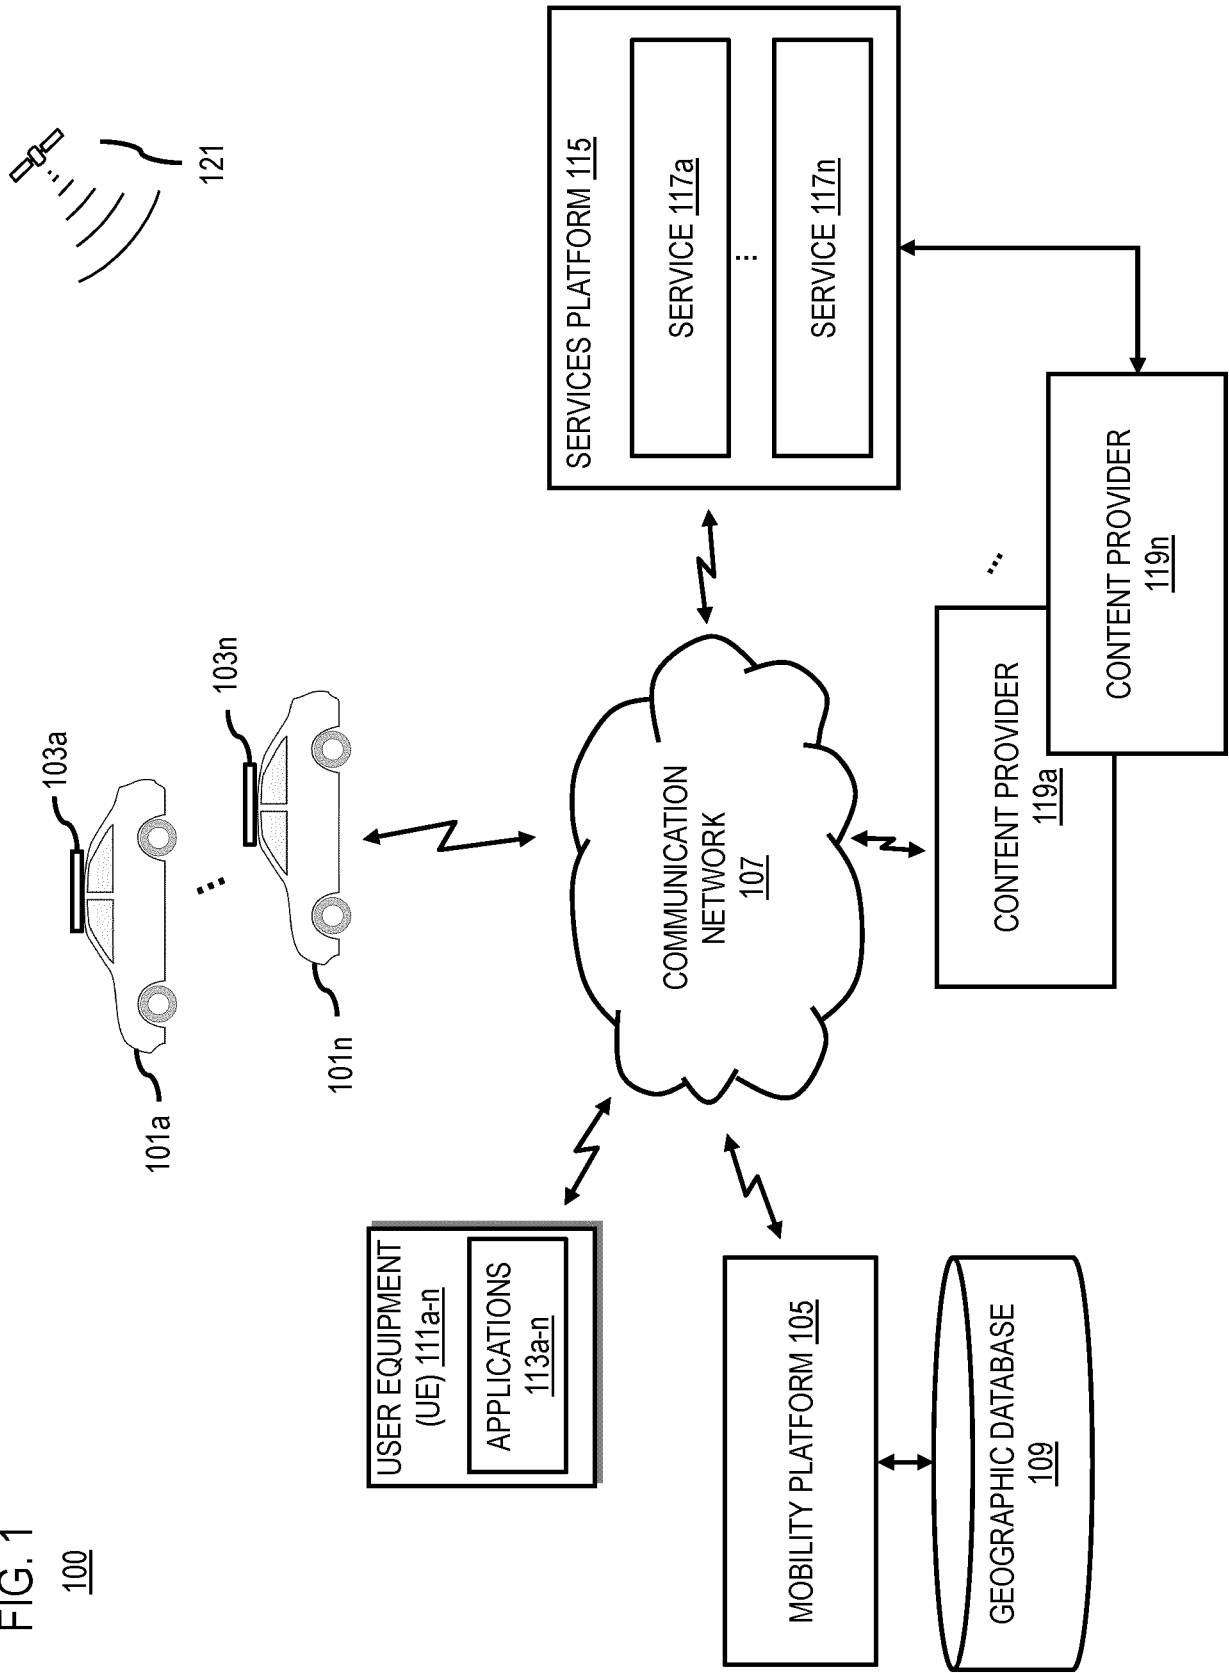 FIG. 1
100
121
103a
103n
101a
101n
USER EQUIPMENT
(UE) 111a-n
APPLICATIONS
113a-n
SERVICES PLATFORM 115
SERVICE 117a
...
SERVICE 117n
COMMUNICATION
NETWORK
107
MOBILITY PLATFORM 105
GEOGRAPHIC DATABASE
109
CONTENT PROVIDER
119a
...
CONTENT PROVIDER
119n